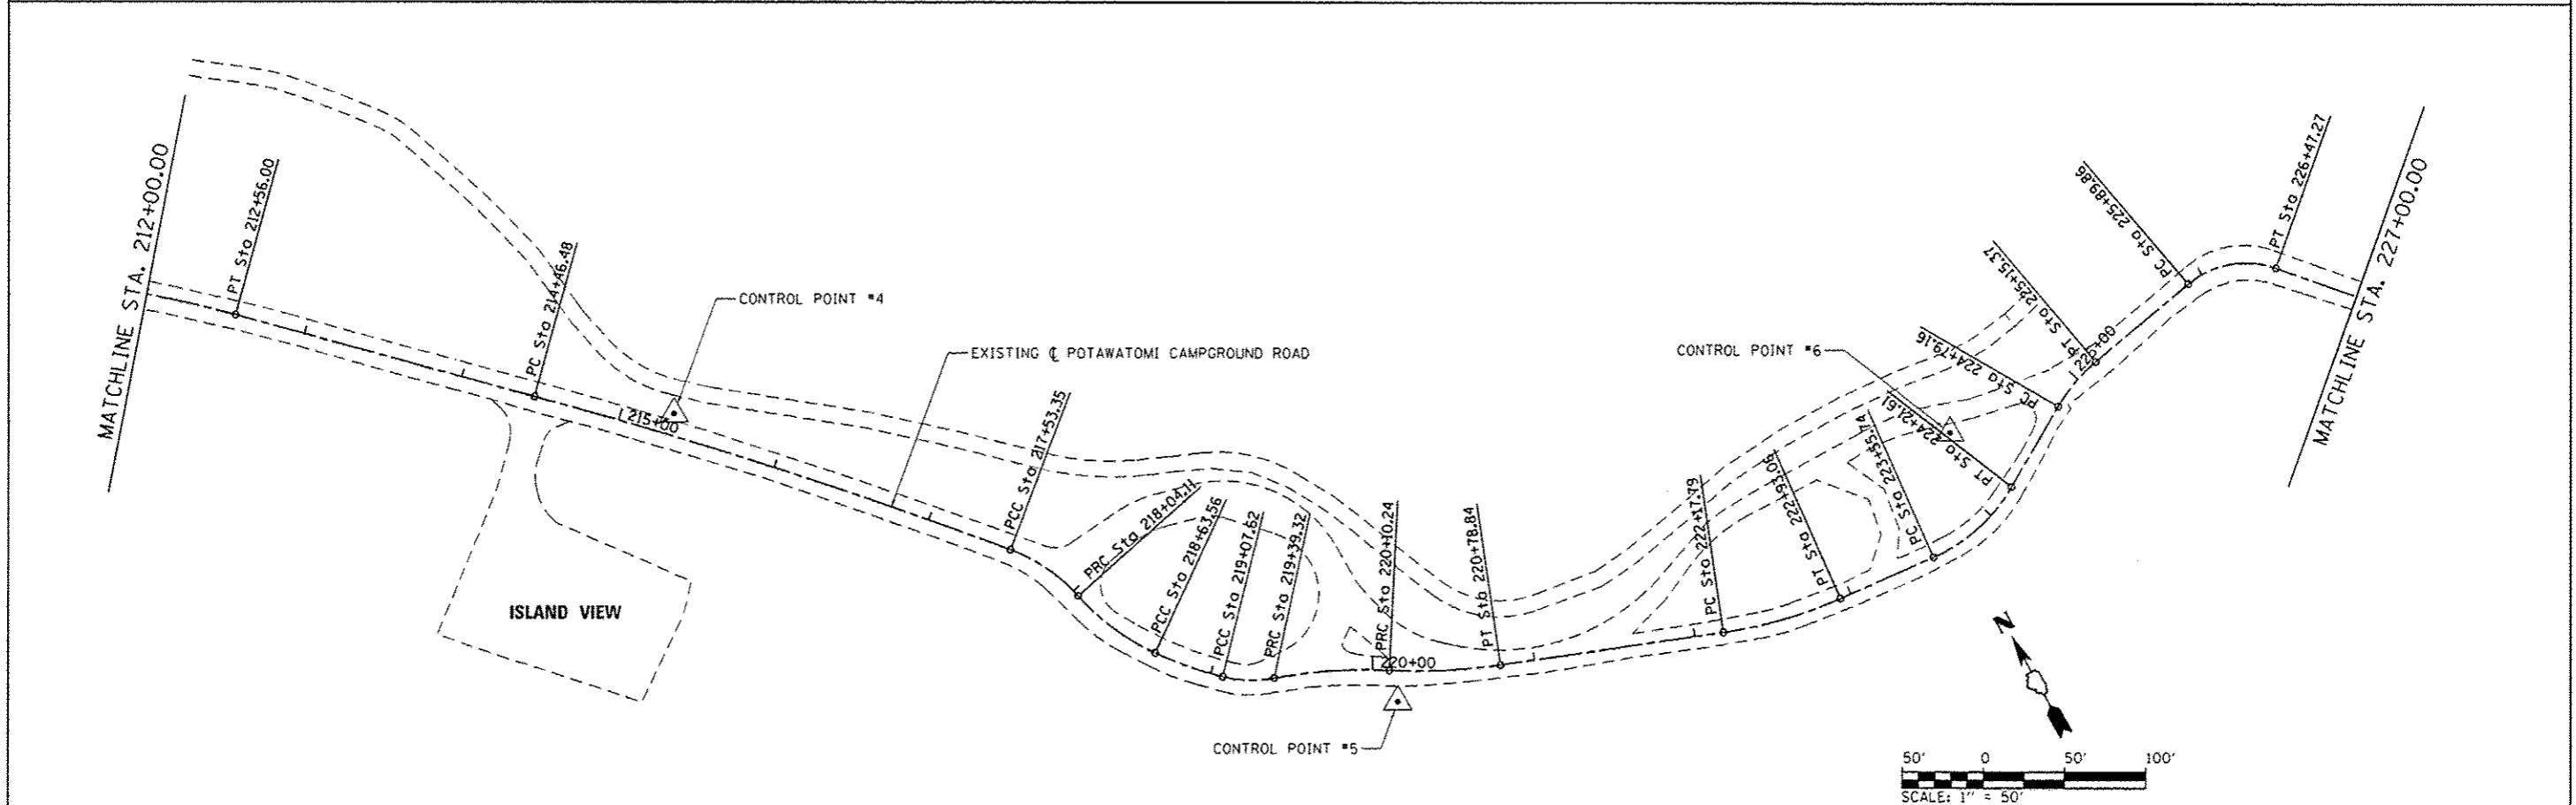 MATCHLINE STA. 212+00.00
PT Sta 212+56.00
PC Sta 214+46.48
CONTROL POINT #4
L215+00
EXISTING ℄ POTAWATOMI CAMPGROUND ROAD
ISLAND VIEW
PCC Sta 217+53.35
PRC Sta 218+04.11
PCC Sta 218+63.56
PCC Sta 219+07.62
PRC Sta 219+39.32
PRC Sta 220+10.24
220+00
CONTROL POINT #5
PT Sta 220+78.84
PC Sta 222+17.79
PT Sta 222+93.06
PC Sta 223+55.74
PT Sta 224+21.61
CONTROL POINT #6
PC Sta 224+79.16
PT Sta 225+15.37
225+00
PC Sta 225+89.86
PT Sta 226+47.27
MATCHLINE STA. 227+00.00
N
50' 0 50' 100'
SCALE: 1" = 50'